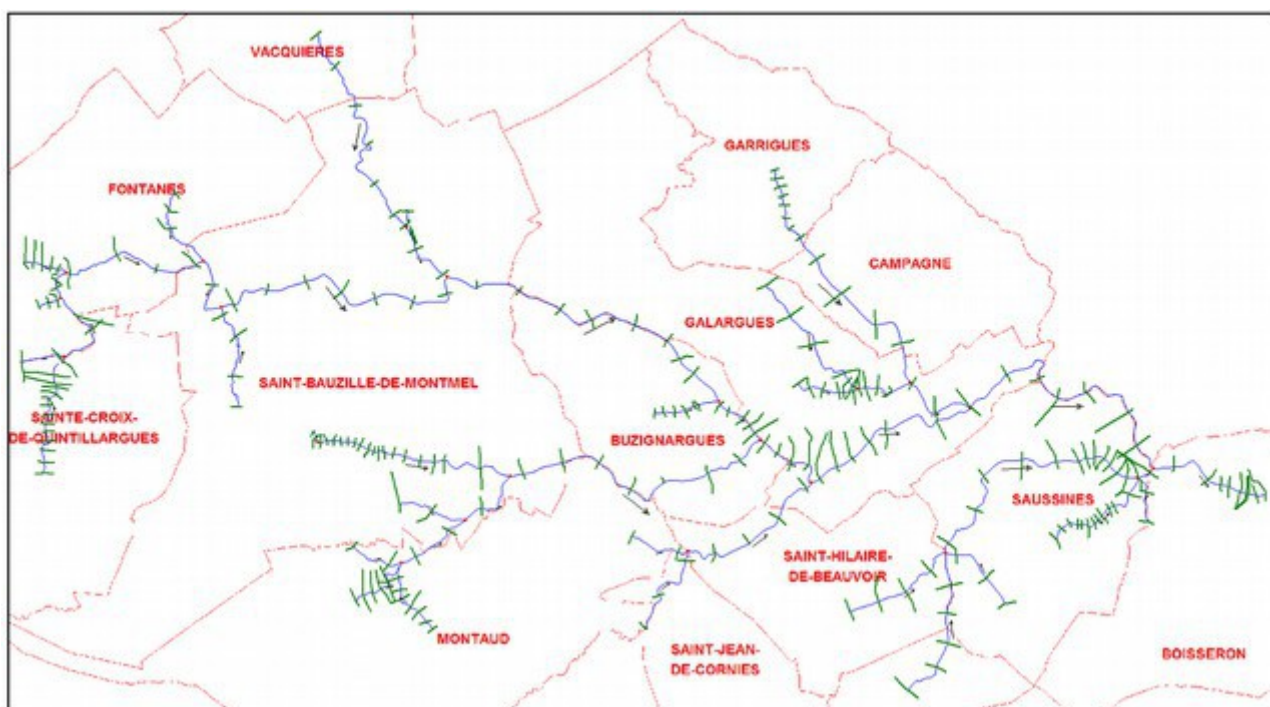 VACQUIERES
GARRIGUES
FONTANES
CAMPAGNE
GALARGUES
SAINT-BAUZILLE-DE-MONTMEL
SAINTE-CROIX-
DE-QUINTILLARGUES
BUZIGNARGUES
SAUSSINES
SAINT-HILAIRE-
DE-BEAUVOIR
MONTAUD
SAINT-JEAN-
DE-CORNIES
BOISSERON